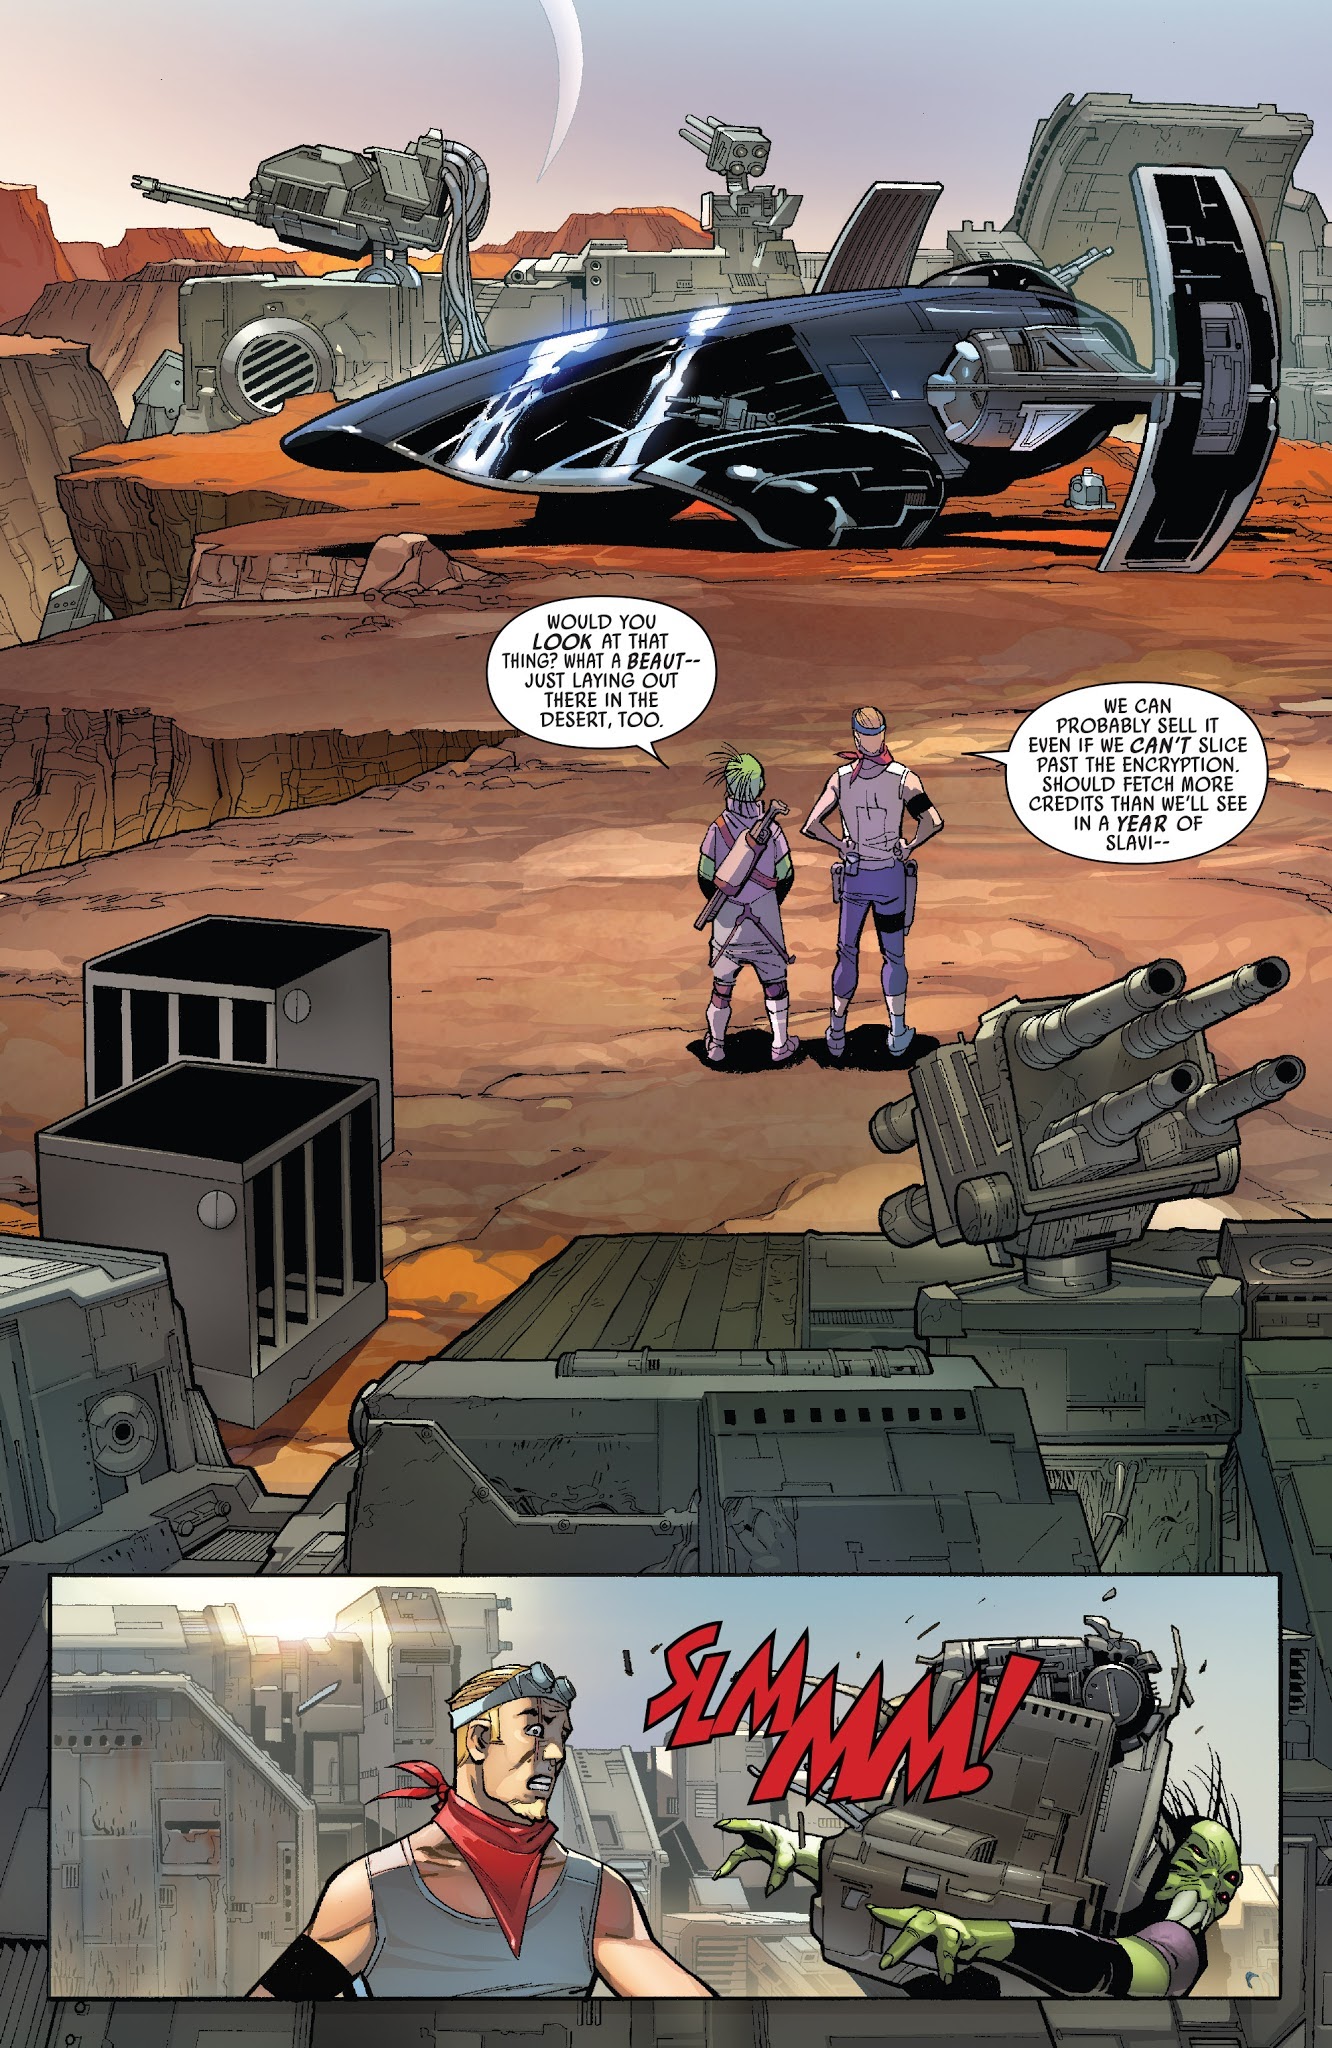 WOULD YOU
LOOK AT THAT
THING? WHAT A BEAUT--
JUST LAYING OUT
THERE IN THE
DESERT, TOO.
WE CAN
PROBABLY SELL IT
EVEN IF WE CAN'T SLICE
PAST THE ENCRYPTION.
SHOULD FETCH MORE
CREDITS THAN WE'LL SEE
IN A YEAR OF
SLAVI--
SLMMMMM!